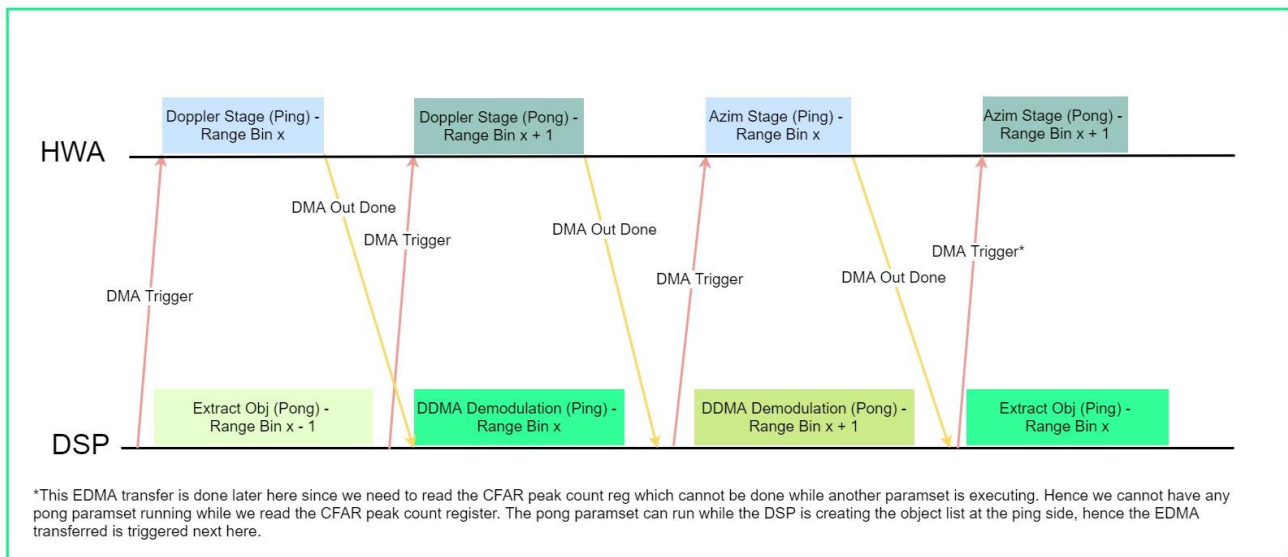 Doppler Stage (Ping) -
Range Bin x
Doppler Stage (Pong) -
Range Bin x + 1
Azim Stage (Ping) -
Range Bin x
Azim Stage (Pong) -
Range Bin x + 1
HWA
DMA Out Done
DMA Trigger
DMA Out Done
DMA Trigger*
DMA Trigger
DMA Trigger
DMA Out Done
Extract Obj (Pong) -
Range Bin x - 1
DDMA Demodulation (Ping) -
Range Bin x
DDMA Demodulation (Pong) -
Range Bin x + 1
Extract Obj (Ping) -
Range Bin x
DSP
*This EDMA transfer is done later here since we need to read the CFAR peak count reg which cannot be done while another paramset is executing. Hence we cannot have any
pong paramset running while we read the CFAR peak count register. The pong paramset can run while the DSP is creating the object list at the ping side, hence the EDMA
transferred is triggered next here.